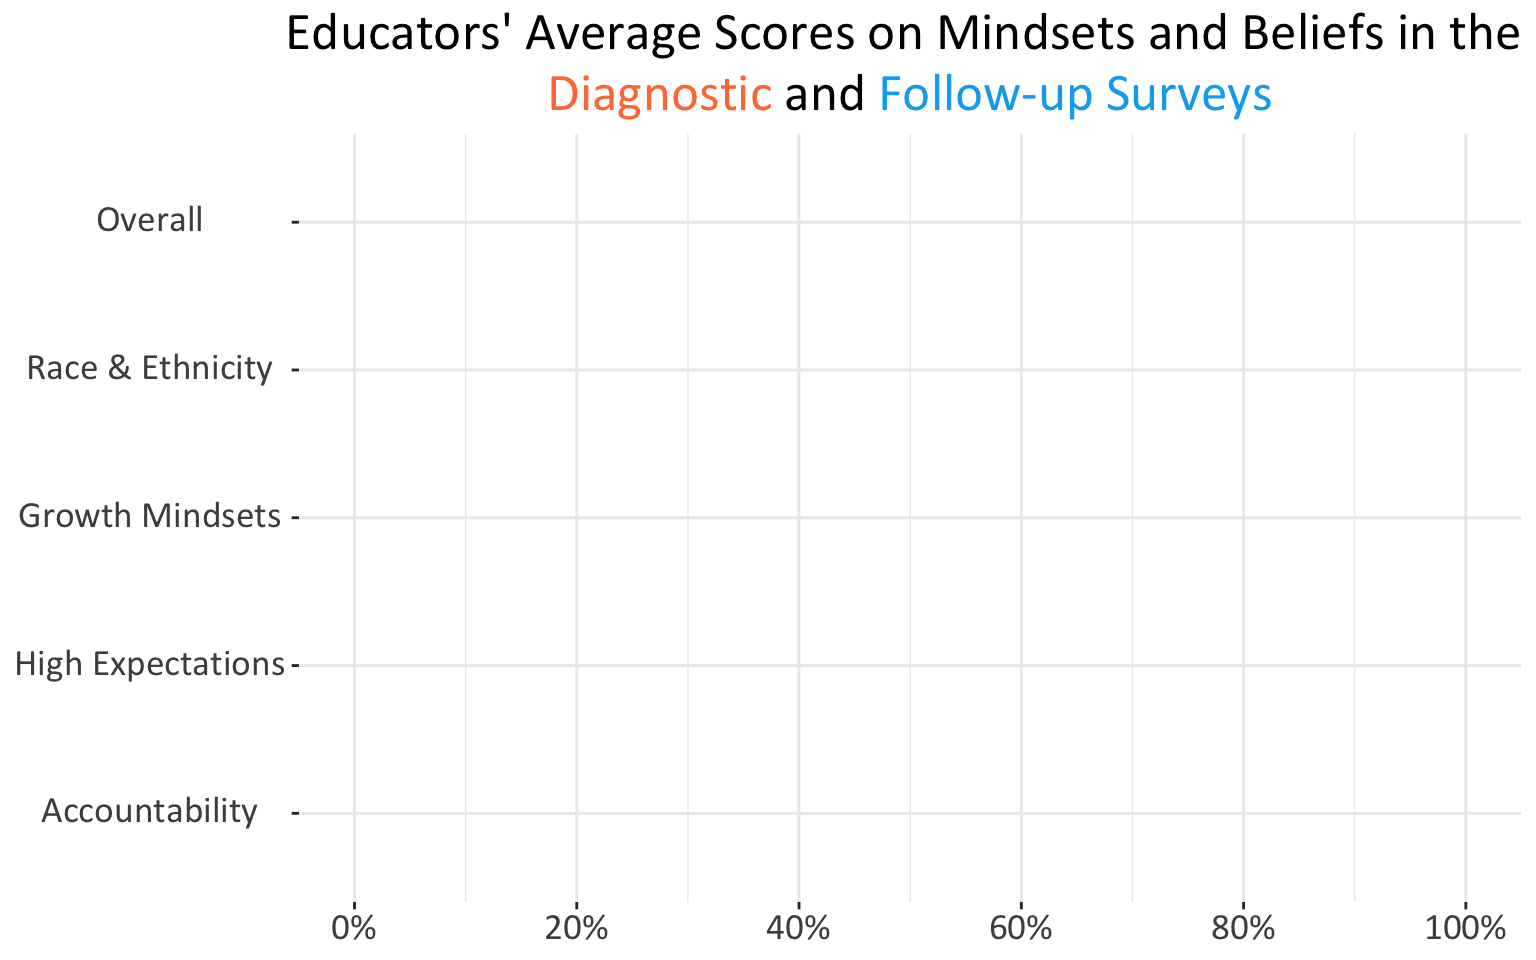 Educators' Average Scores on Mindsets and Beliefs in the
Diagnostic and Follow-up Surveys
Overall
Race & Ethnicity
Growth Mindsets
High Expectations
Accountability
0% 20% 40% 60% 80% 100%